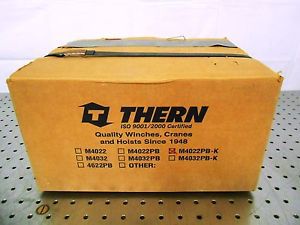 THERN
ISO 9001/2000 Certified
Quality Winches, Cranes
and Hoists Since 1948
M4022 M4022PB M4022PB-K
M4032 M4032PB M4032PB-K
4622PB OTHER: